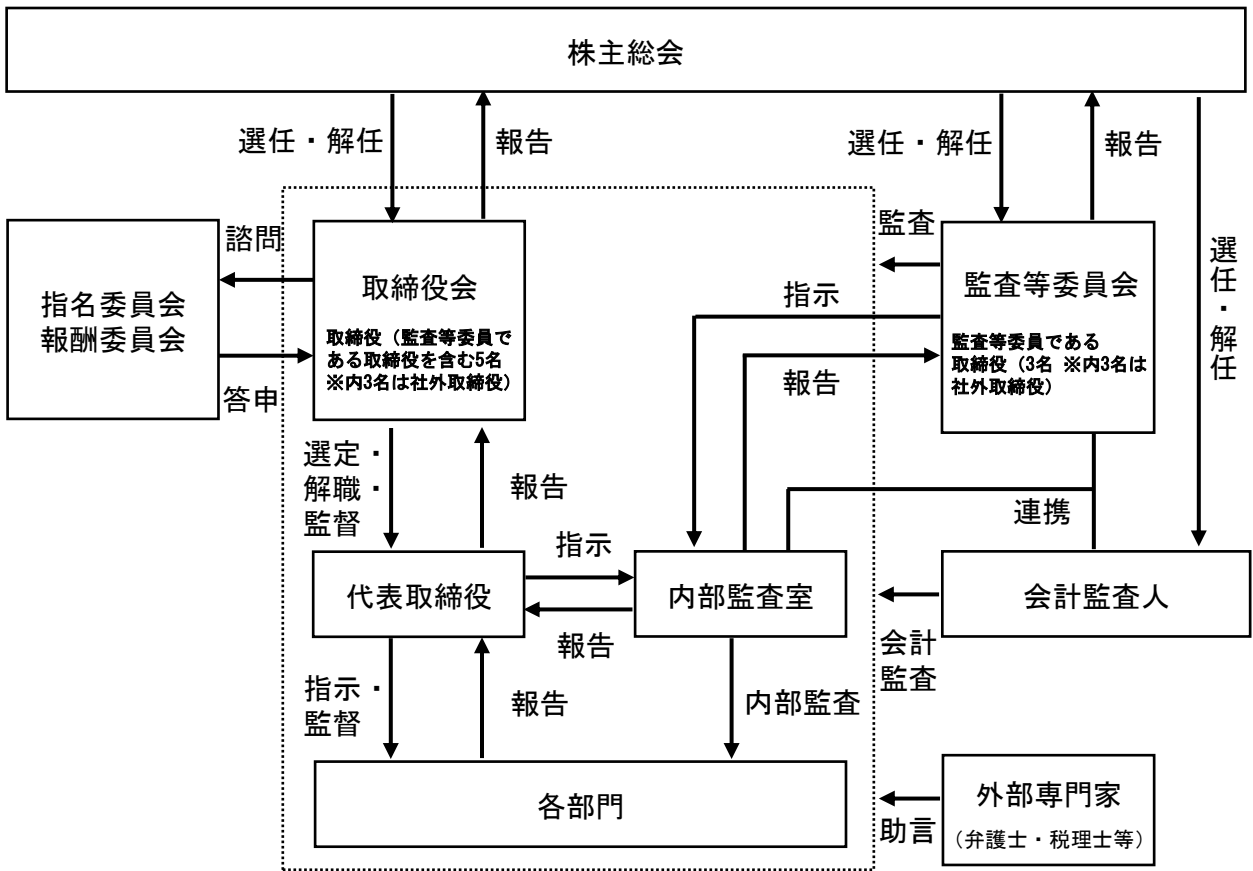 株主総会
選任・解任
報告
選任・解任
報告
選任・解任
諮問
指名委員会
報酬委員会
答申
取締役会
取締役（監査等委員で
ある取締役を含む5名
※内3名は社外取締役）
監査
監査等委員会
監査等委員である
取締役（3名 ※内3名は
社外取締役）
指示
報告
選定・
解職・
監督
報告
連携
代表取締役
指示
報告
内部監査室
会計監査人
会計
監査
指示・
監督
報告
内部監査
各部門
助言
外部専門家
（弁護士・税理士等）